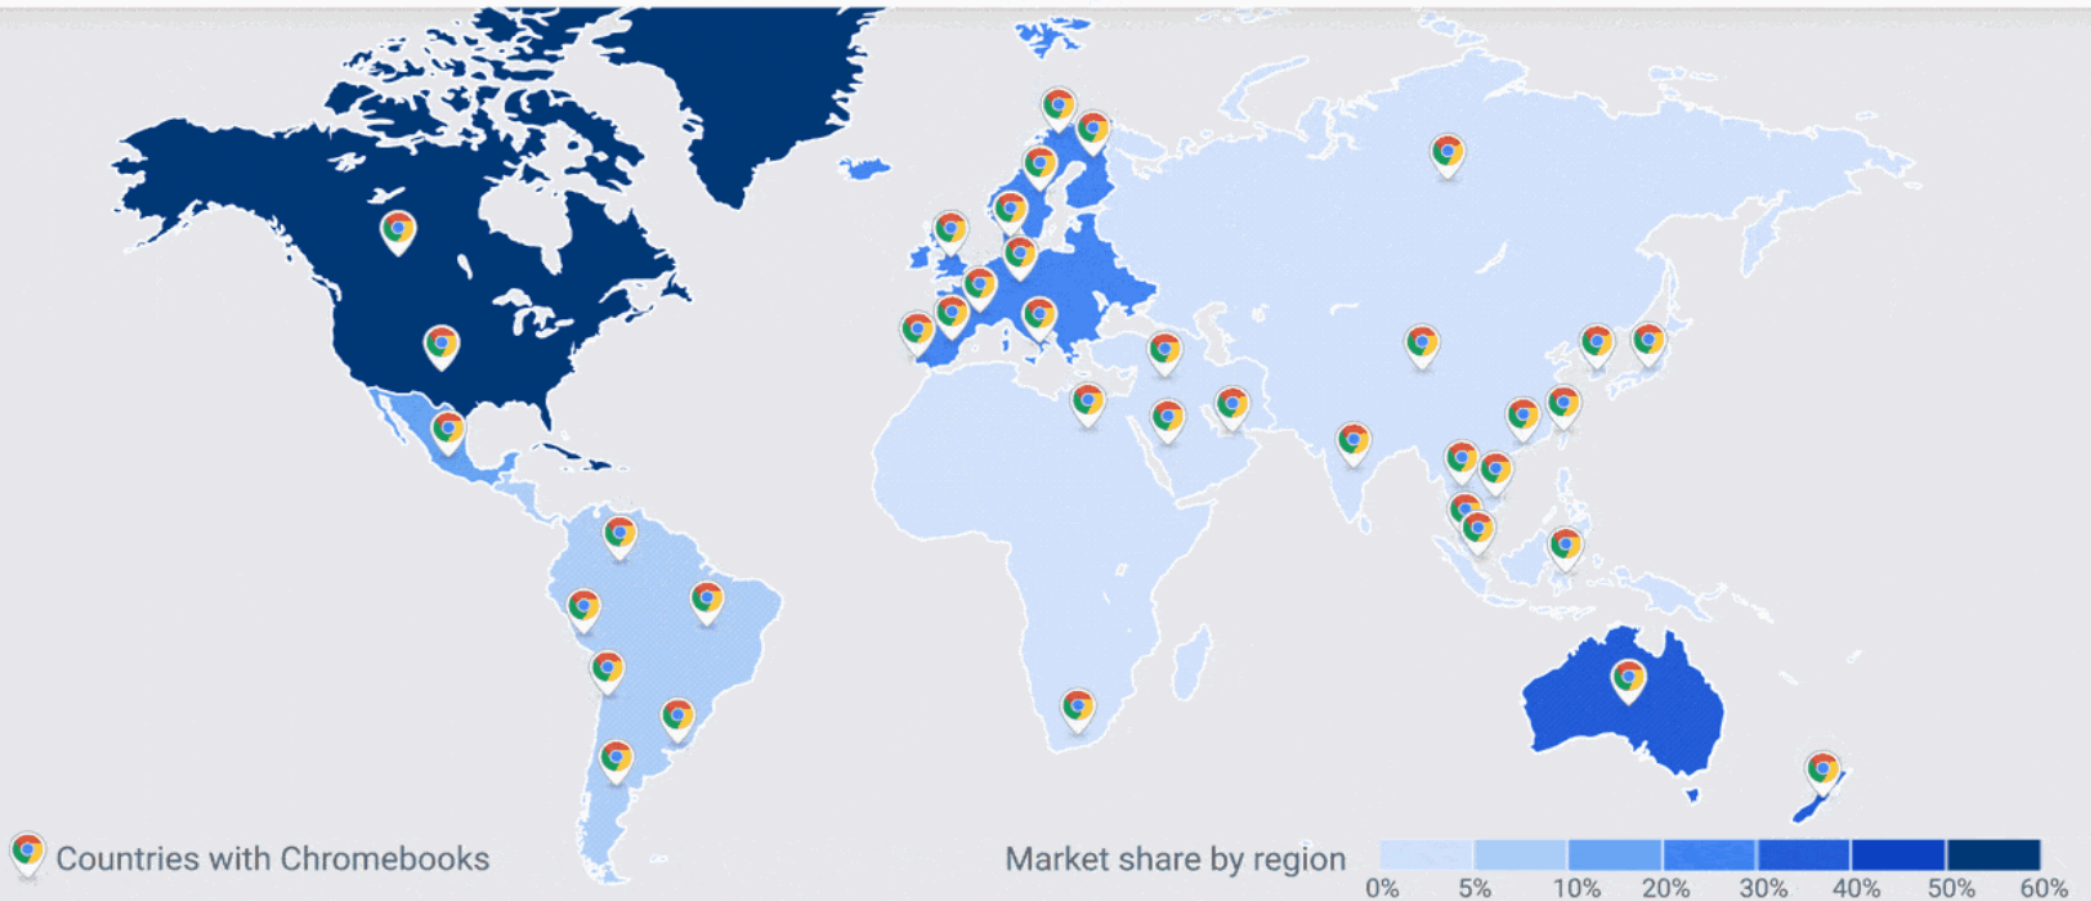 Countries with Chromebooks
Market share by region
0% 5% 10% 20% 30% 40% 50% 60%